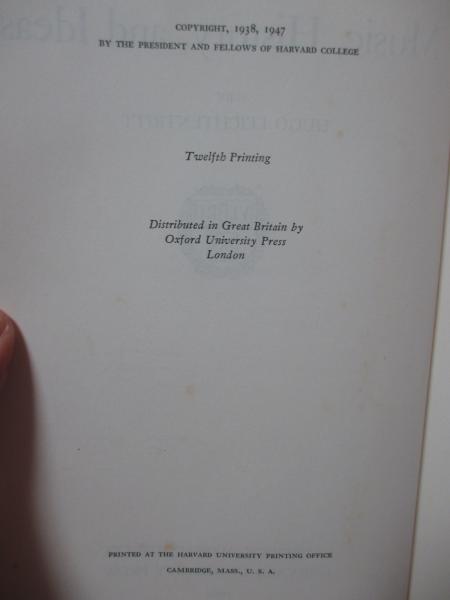 COPYRIGHT, 1938, 1947
BY THE PRESIDENT AND FELLOWS OF HARVARD COLLEGE
Twelfth Printing
Distributed in Great Britain by
Oxford University Press
London
PRINTED AT THE HARVARD UNIVERSITY PRINTING OFFICE
CAMBRIDGE, MASS., U. S. A.